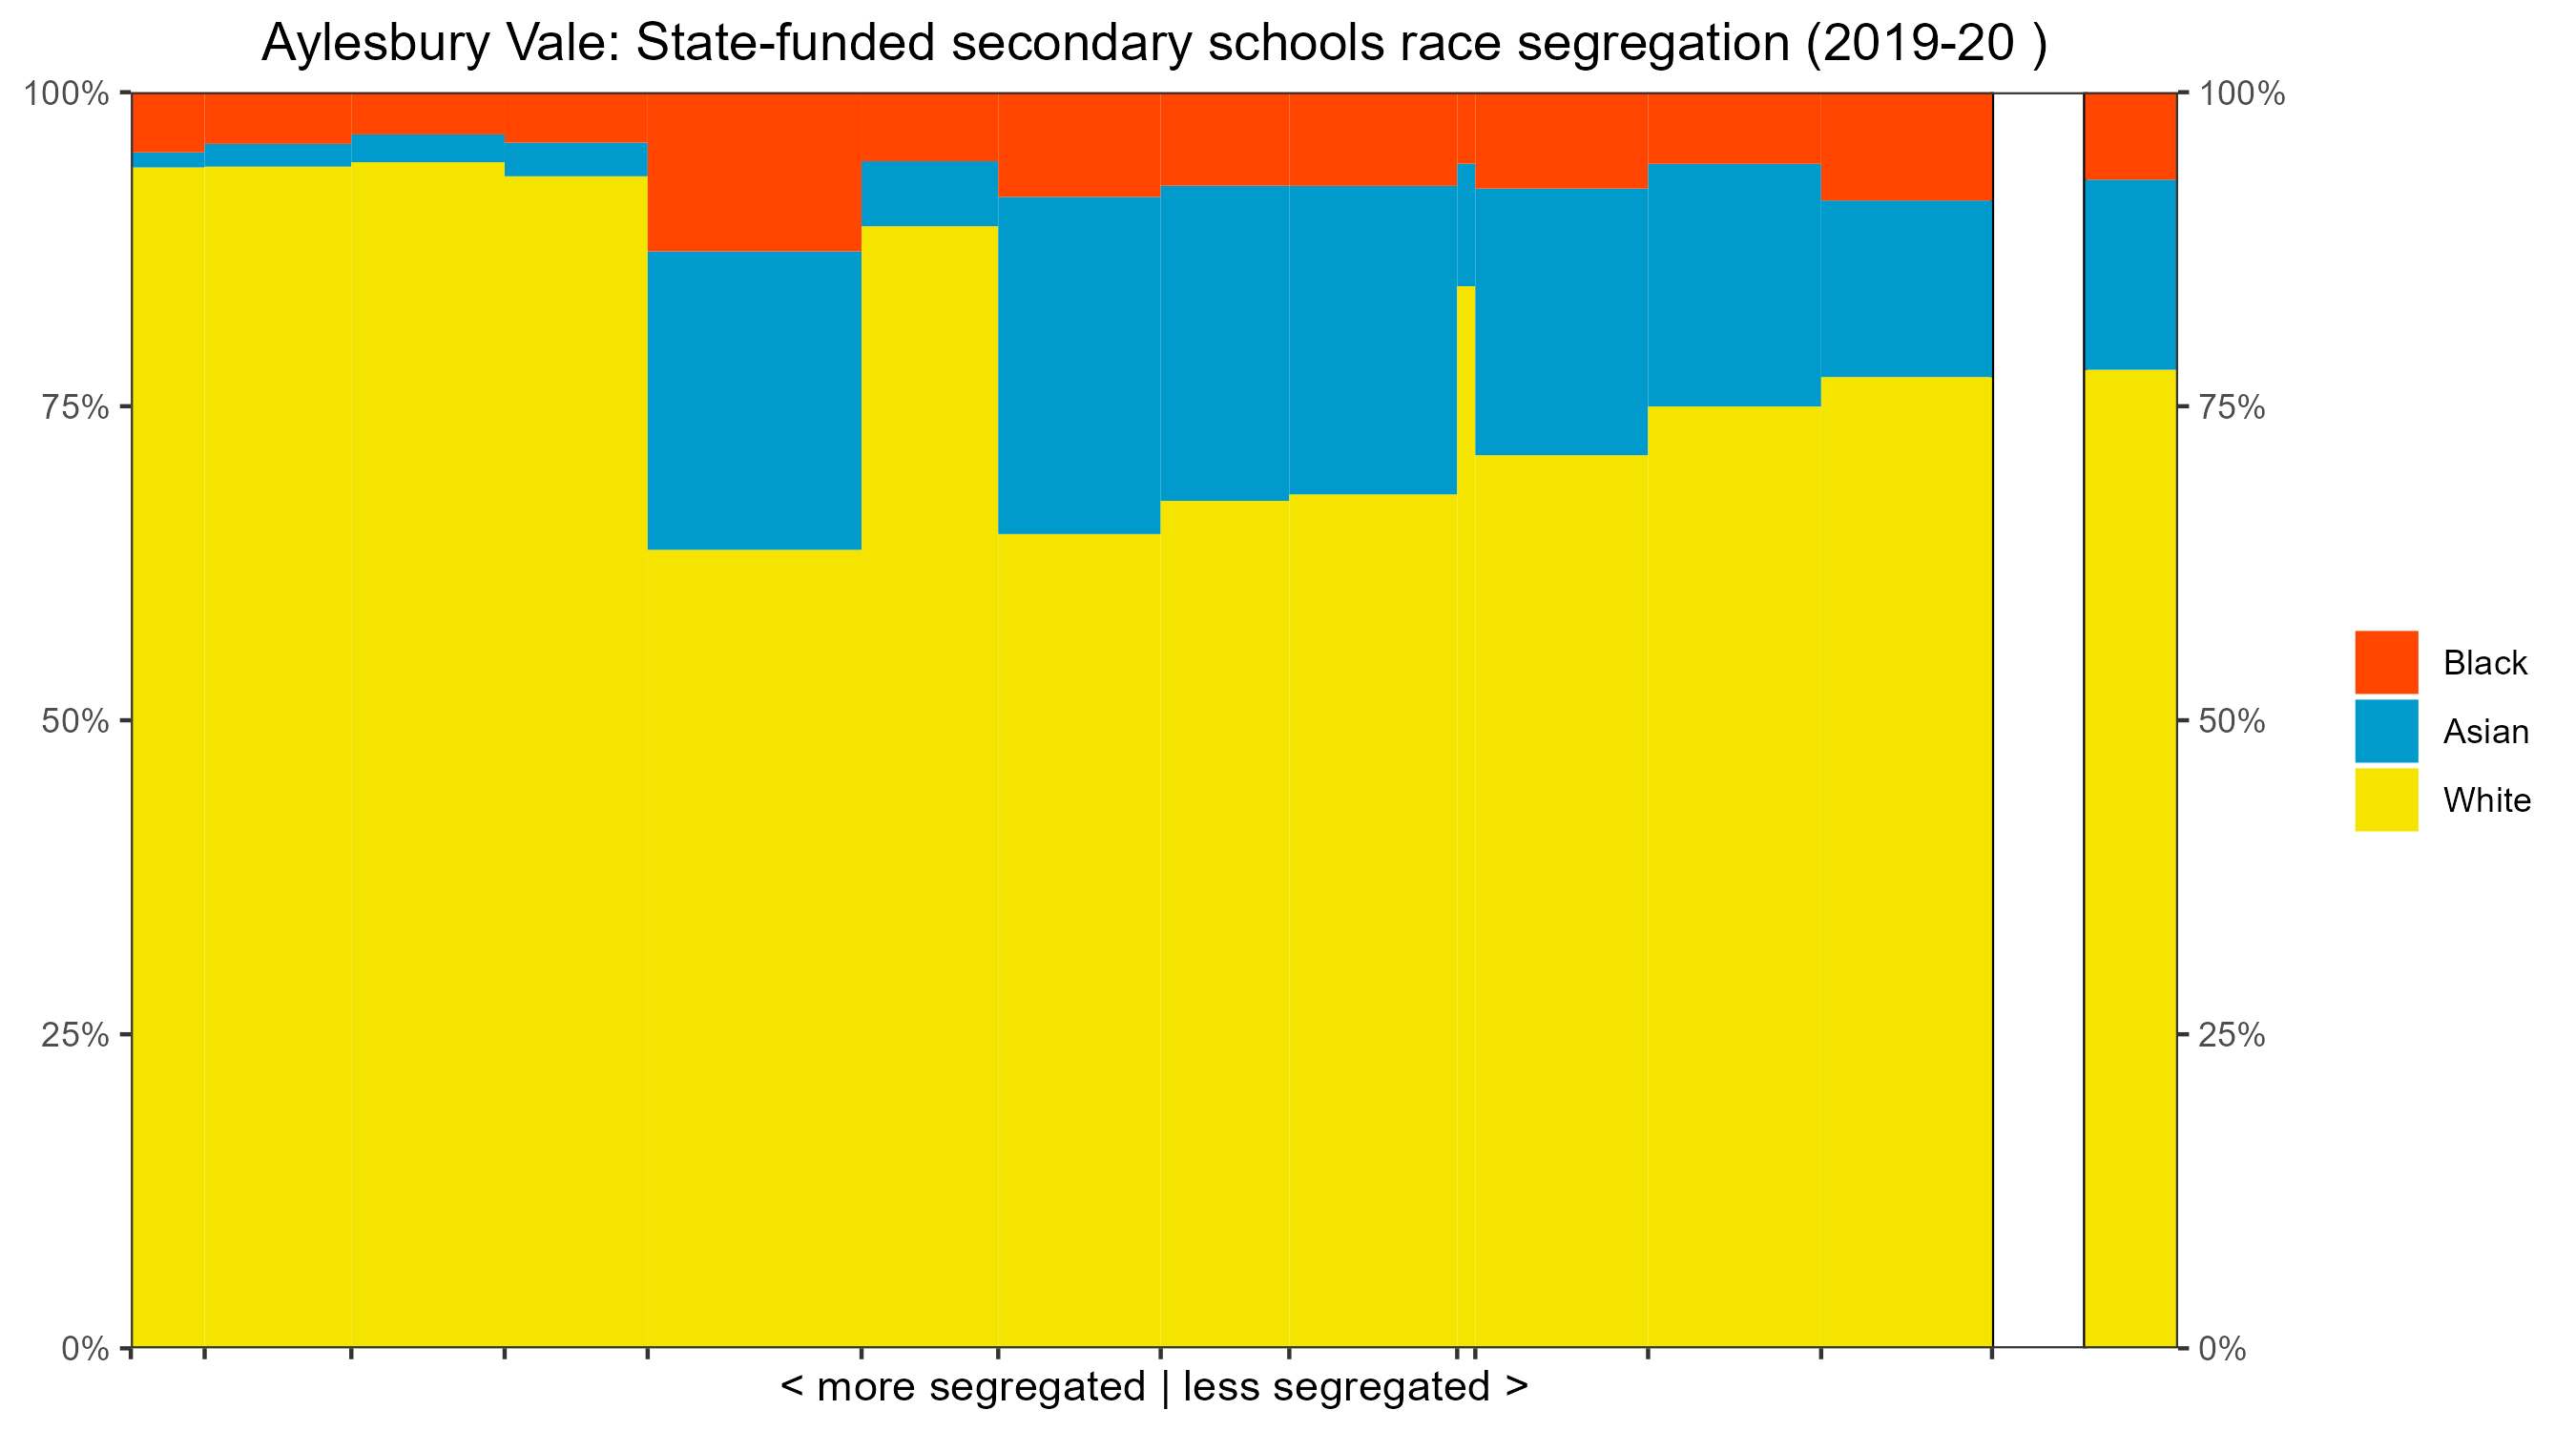 Aylesbury Vale: State-funded secondary schools race segregation (2019-20 )
100%
75%
50%
25%
0%
100%
75%
50%
25%
0%
Black
Asian
White
< more segregated | less segregated >